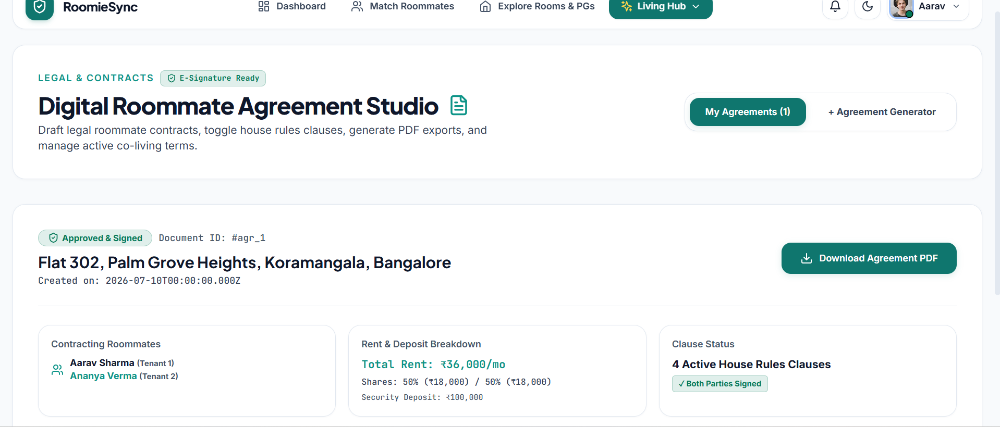 RoomieSync
Dashboard
Match Roommates
Explore Rooms & PGs
Living Hub
Aarav
LEGAL & CONTRACTS
E-Signature Ready
Digital Roommate Agreement Studio
Draft legal roommate contracts, toggle house rules clauses, generate PDF exports, and
manage active co-living terms.
My Agreements (1)
+ Agreement Generator
Approved & Signed
Document ID: #agr_1
Flat 302, Palm Grove Heights, Koramangala, Bangalore
Created on: 2026-07-10T00:00:00.000Z
Download Agreement PDF
Contracting Roommates
Aarav Sharma (Tenant 1)
Ananya Verma (Tenant 2)
Rent & Deposit Breakdown
Total Rent: ₹36,000/mo
Shares: 50% (₹18,000) / 50% (₹18,000)
Security Deposit: ₹100,000
Clause Status
4 Active House Rules Clauses
✓ Both Parties Signed